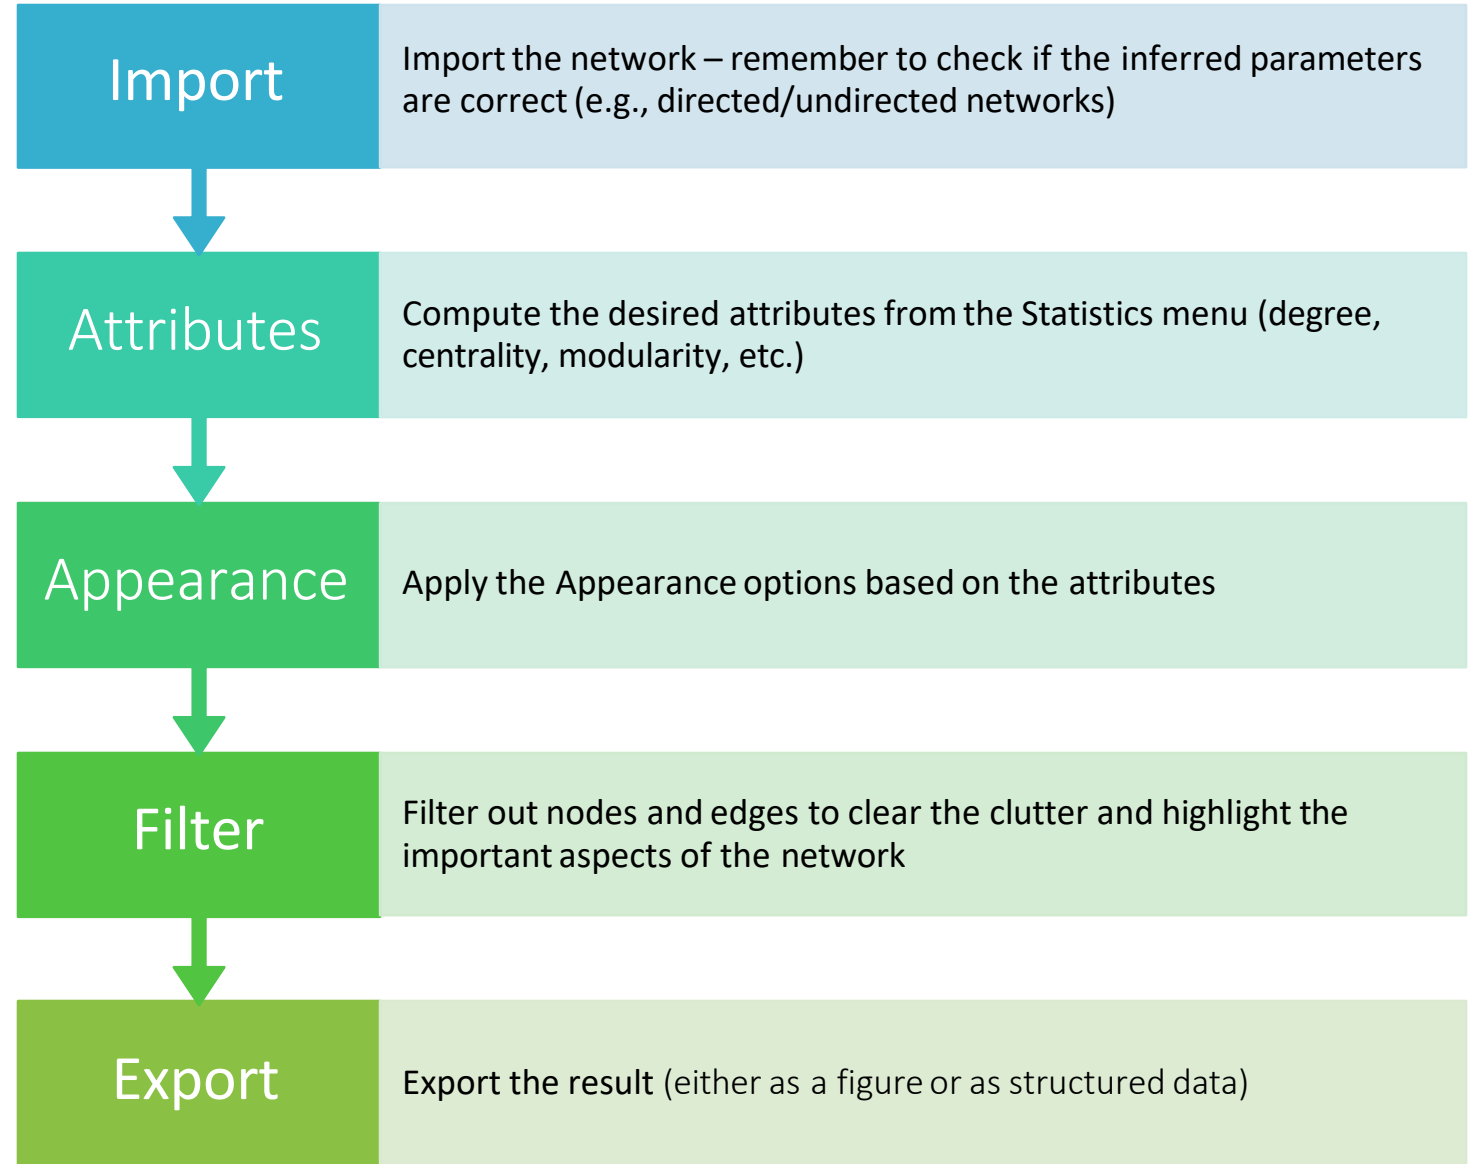 Import
Import the network – remember to check if the inferred parameters
are correct (e.g., directed/undirected networks)
Attributes
Compute the desired attributes from the Statistics menu (degree,
centrality, modularity, etc.)
Appearance
Apply the Appearance options based on the attributes
Filter
Filter out nodes and edges to clear the clutter and highlight the
important aspects of the network
Export
Export the result (either as a figure or as structured data)